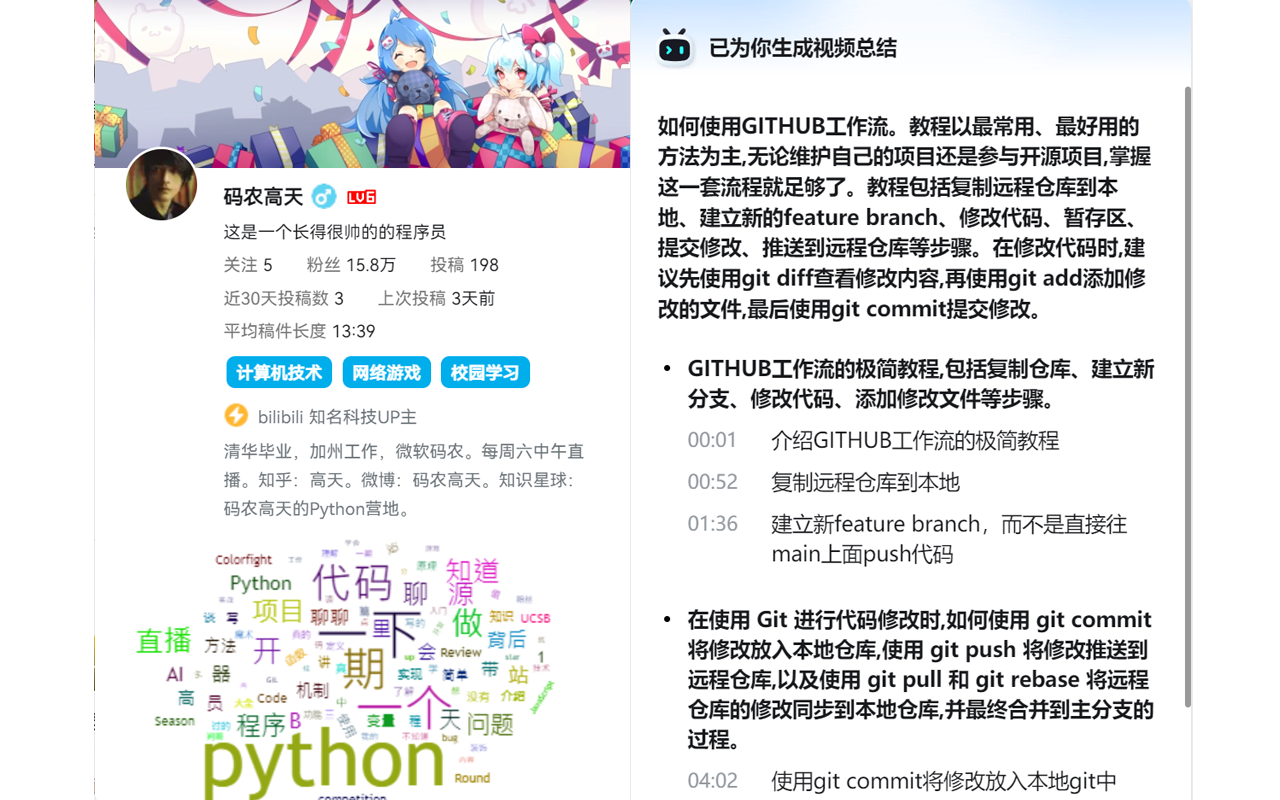 码农高天 LV6
这是一个长得很帅的的程序员
关注 5 粉丝 15.8万 投稿 198
近30天投稿数 3 上次投稿 3天前
平均稿件长度 13:39
计算机技术 网络游戏 校园学习
bilibili 知名科技UP主
清华毕业，加州工作，微软码农。每周六中午直
播。知乎：高天。微博：码农高天。知识星球：
码农高天的Python营地。
Colorfight
Python
代码
聊
知道
源
原理
项目
聊聊
一下
里
做
知识
UCSB
谈
写
直播
方法
开
背后
AI
器
讲
期
会
Review
带
1
实现
简单
站
高
员
大会
Code
机制
了解
没有
介绍
JavaScript
Season
程序
B
变量
程
一个
天
问题
python
bug
Round
competition
已为你生成视频总结
如何使用GITHUB工作流。教程以最常用、最好用的
方法为主,无论维护自己的项目还是参与开源项目,掌握
这一套流程就足够了。教程包括复制远程仓库到本
地、建立新的feature branch、修改代码、暂存区、
提交修改、推送到远程仓库等步骤。在修改代码时,建
议先使用git diff查看修改内容,再使用git add添加修
改的文件,最后使用git commit提交修改。
• GITHUB工作流的极简教程,包括复制仓库、建立新
分支、修改代码、添加修改文件等步骤。
00:01 介绍GITHUB工作流的极简教程
00:52 复制远程仓库到本地
01:36 建立新feature branch，而不是直接往
main上面push代码
• 在使用 Git 进行代码修改时,如何使用 git commit
将修改放入本地仓库,使用 git push 将修改推送到
远程仓库,以及使用 git pull 和 git rebase 将远程
仓库的修改同步到本地仓库,并最终合并到主分支的
过程。
04:02 使用git commit将修改放入本地git中